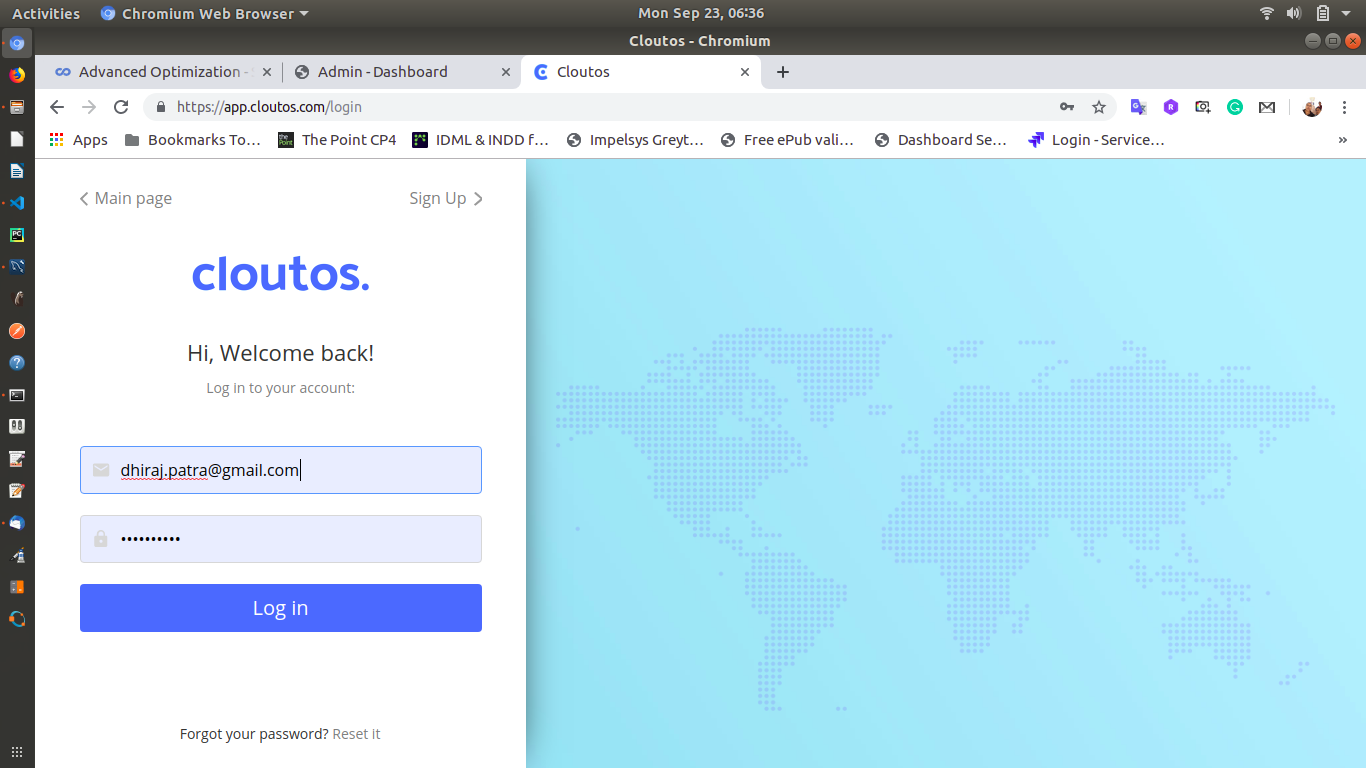 Activities Chromium Web Browser Mon Sep 23, 06:36
Cloutos - Chromium
Advanced Optimization - Admin - Dashboard Cloutos
https://app.cloutos.com/login
Apps Bookmarks To… The Point CP4 IDML & INDD f… Impelsys Greyt… Free ePub vali… Dashboard Se… Login - Service… »
Main page Sign Up
cloutos.
Hi, Welcome back!
Log in to your account:
dhiraj.patra@gmail.com
••••••••••
Log in
Forgot your password? Reset it